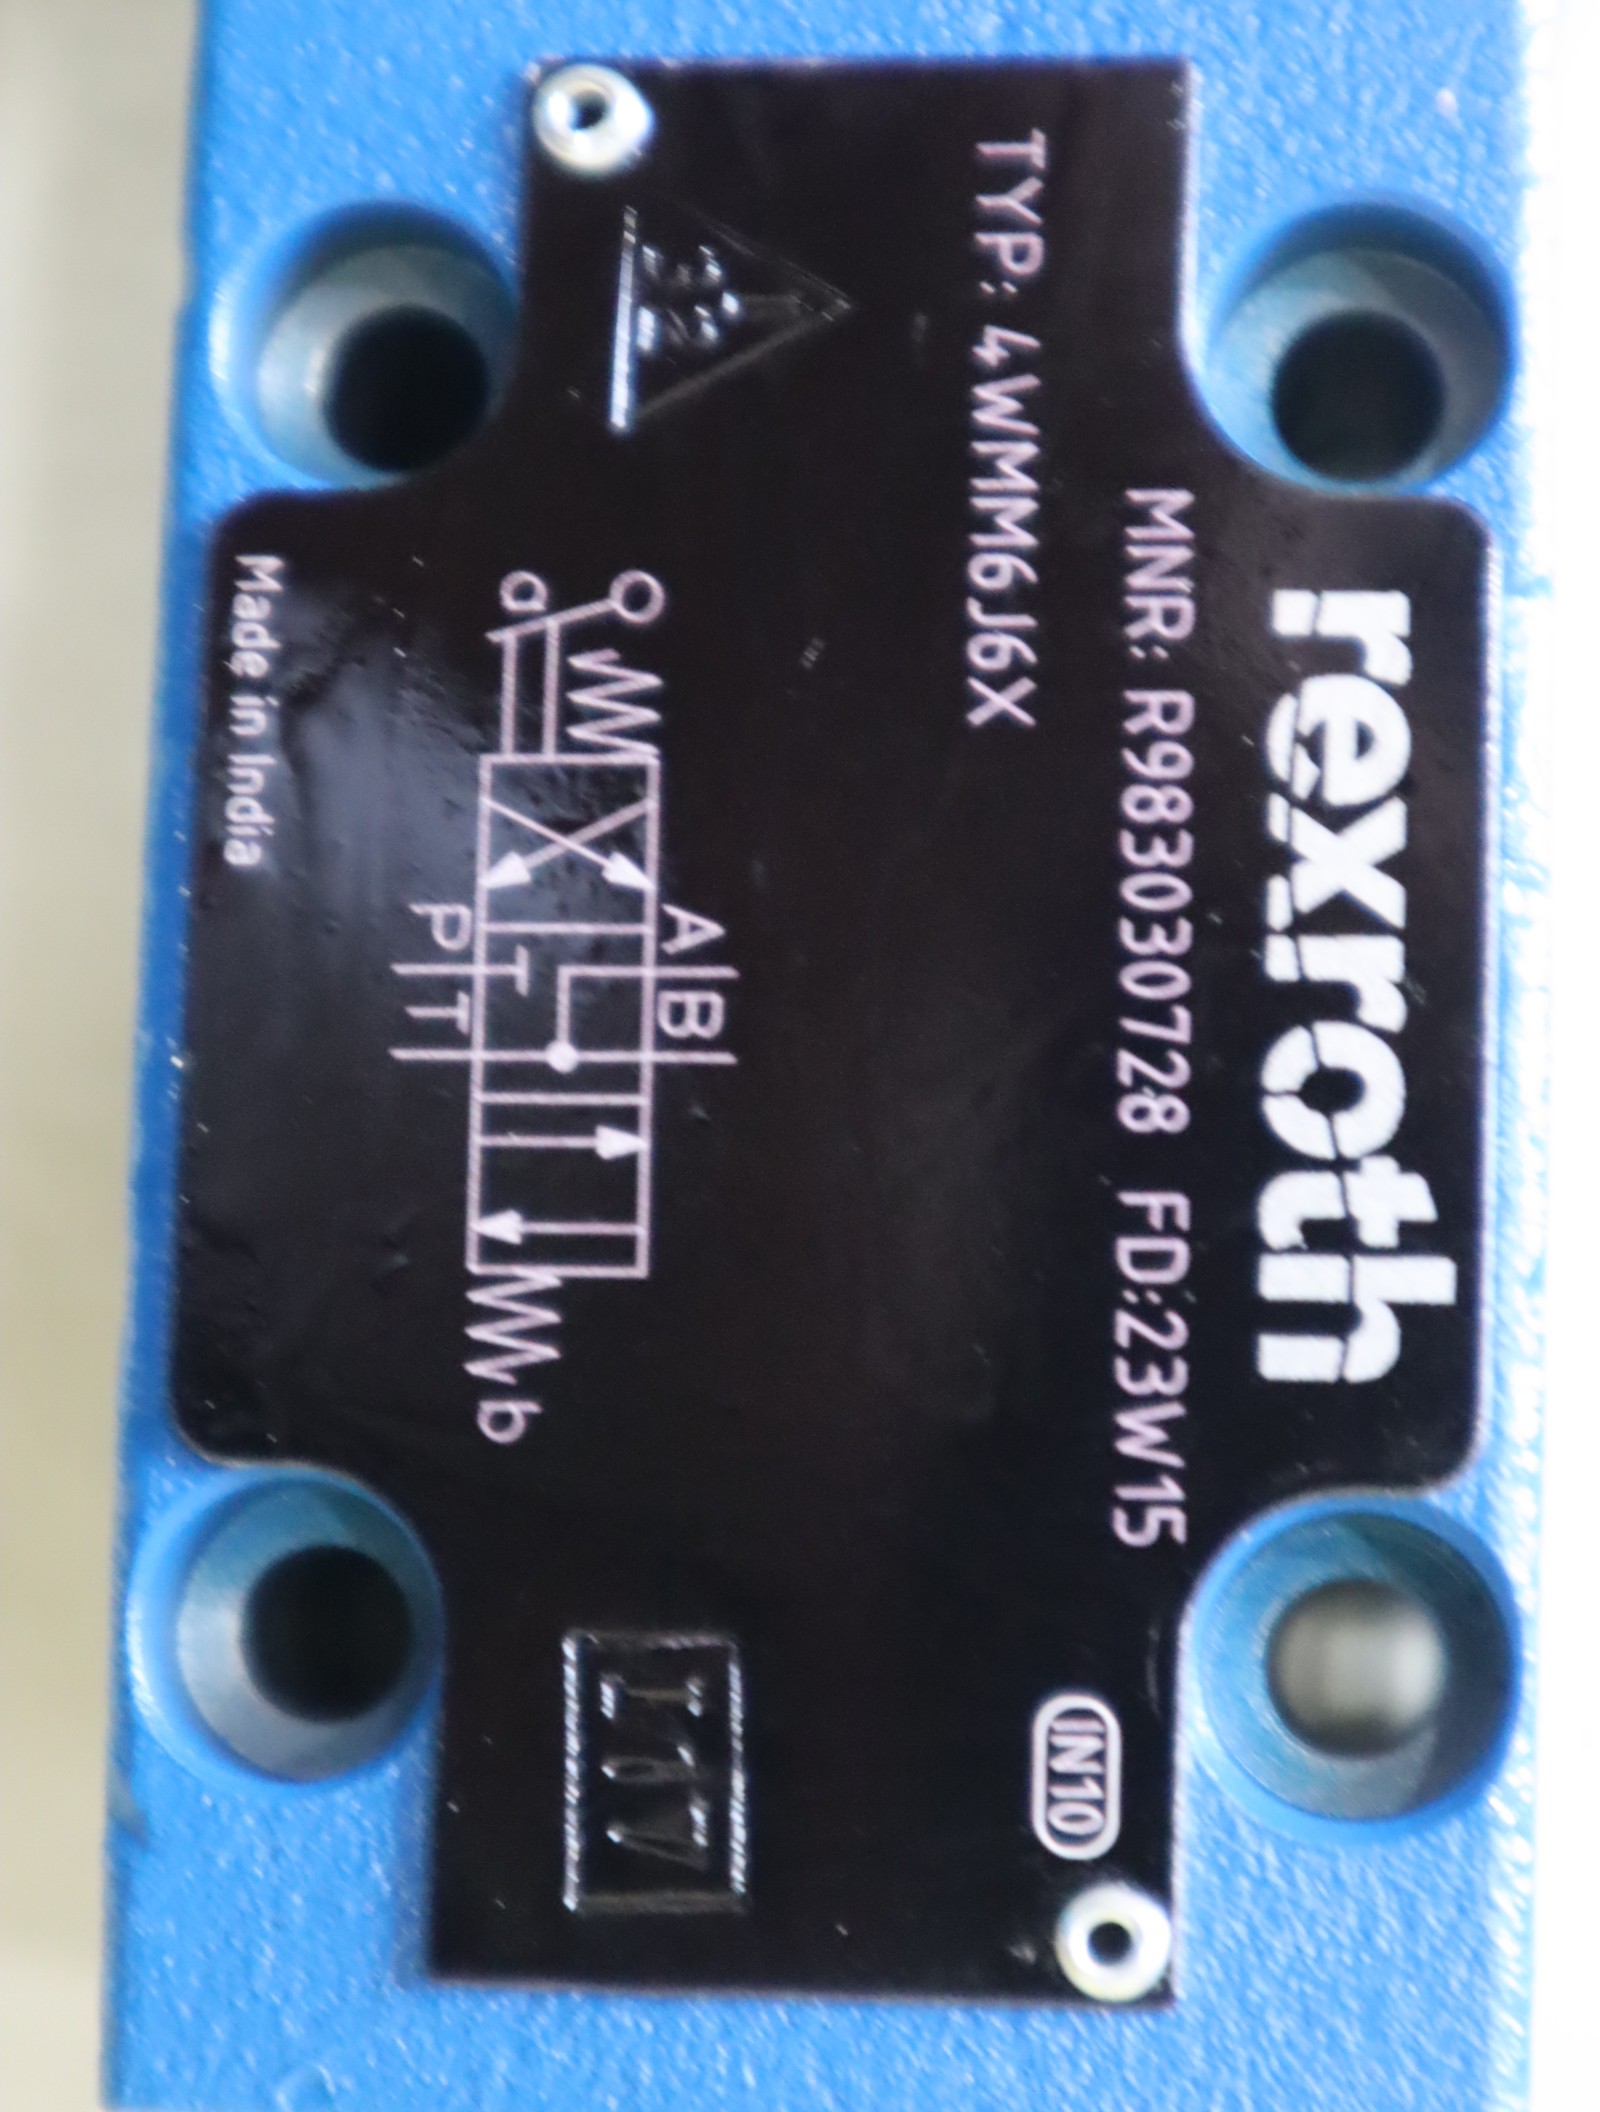 rexroth
MNR: R983030728 FD:23W15
IN10
TYP: 4WMM6J6X
a
A B
b
P T
Made in India